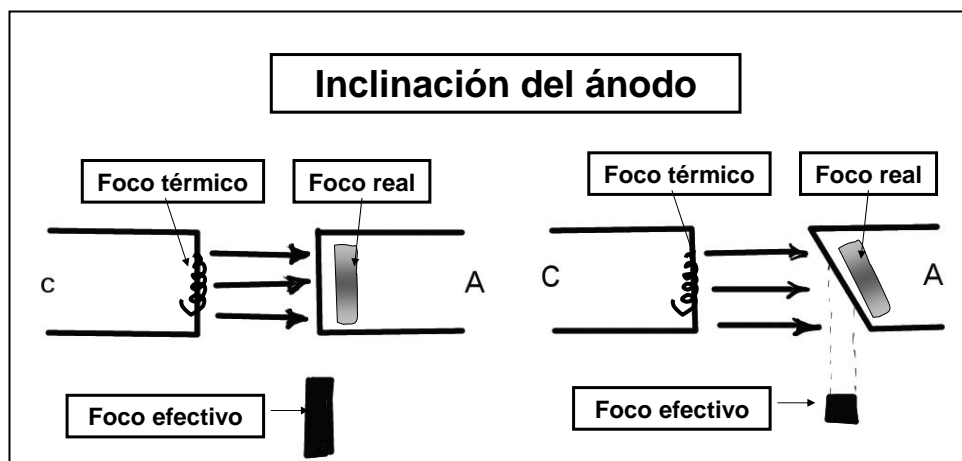 Inclinación del ánodo
Foco térmico
Foco real
c
A
Foco efectivo
Foco térmico
Foco real
C
A
Foco efectivo